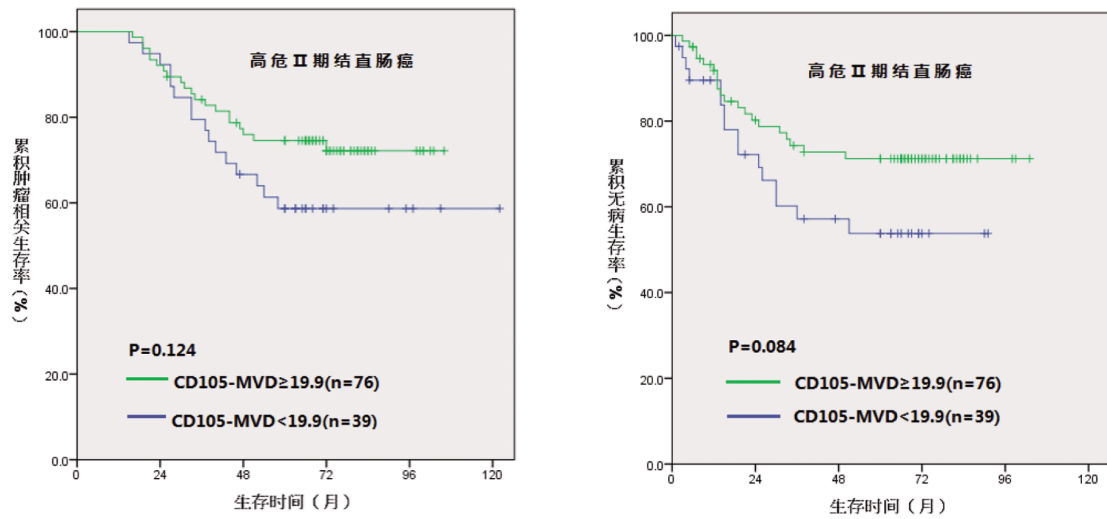 高危Ⅱ期结直肠癌
累积肿瘤相关生存率(%)
100.0
80.0
60.0
40.0
20.0
0.0
P=0.124
CD105-MVD≥19.9(n=76)
CD105-MVD<19.9(n=39)
0
24
48
72
96
120
生存时间（月）
高危Ⅱ期结直肠癌
累积无病生存率(%)
100.0
80.0
60.0
40.0
20.0
0.0
P=0.084
CD105-MVD≥19.9(n=76)
CD105-MVD<19.9(n=39)
0
24
48
72
96
120
生存时间（月）